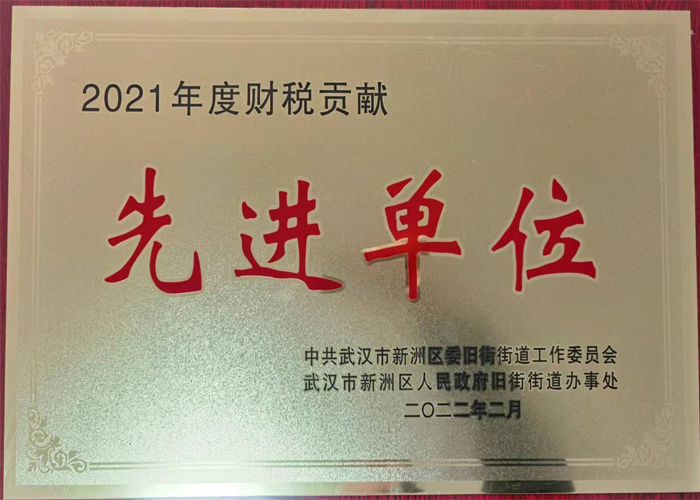 2021年度财税贡献
先进单位
中共武汉市新洲区委旧街街道工作委员会
武汉市新洲区人民政府旧街街道办事处
二〇二二年二月